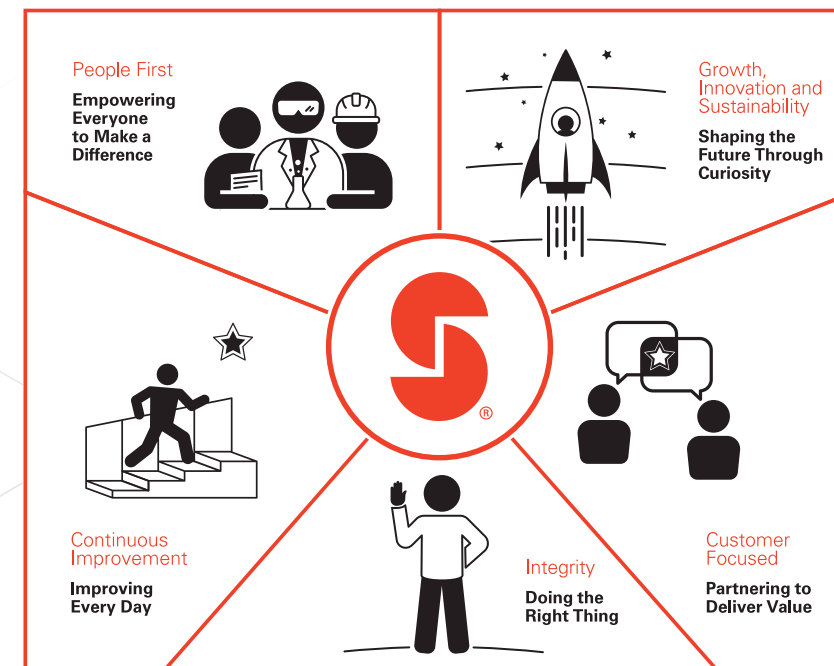 People First
Empowering
Everyone
to Make a
Difference
Growth,
Innovation and
Sustainability
Shaping the
Future Through
Curiosity
S
®
Continuous
Improvement
Improving
Every Day
Integrity
Doing the
Right Thing
Customer
Focused
Partnering to
Deliver Value